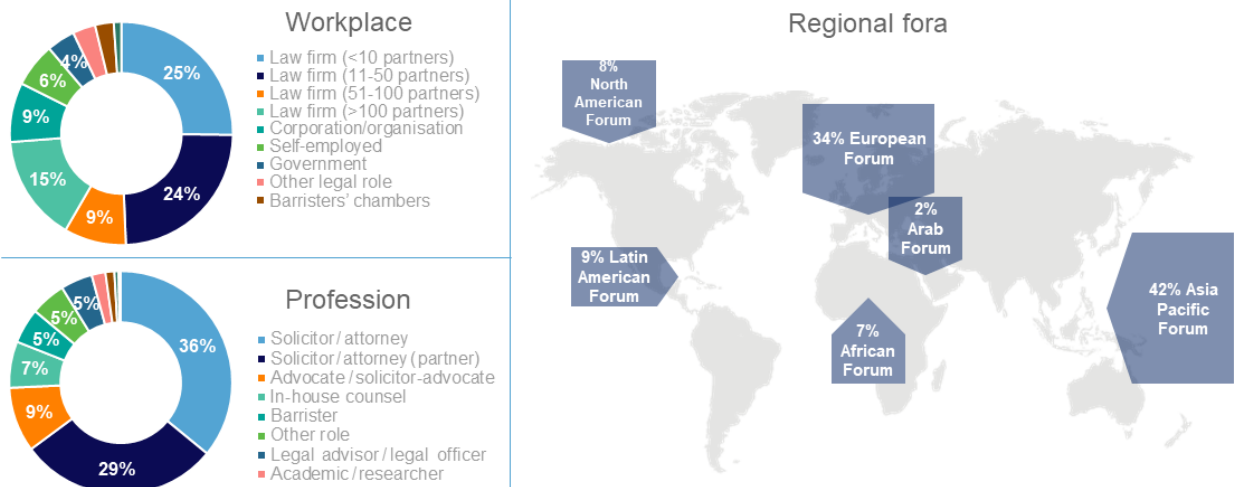 Workplace
25%
24%
9%
15%
9%
6%
4%
Law firm (<10 partners)
Law firm (11-50 partners)
Law firm (51-100 partners)
Law firm (>100 partners)
Corporation/organisation
Self-employed
Government
Other legal role
Barristers' chambers
Profession
36%
29%
9%
7%
5%
5%
5%
Solicitor/attorney
Solicitor/attorney (partner)
Advocate/solicitor-advocate
In-house counsel
Barrister
Other role
Legal advisor/legal officer
Academic/researcher
Regional fora
8%
North
American
Forum
34% European
Forum
2%
Arab
Forum
9% Latin
American
Forum
7%
African
Forum
42% Asia
Pacific
Forum